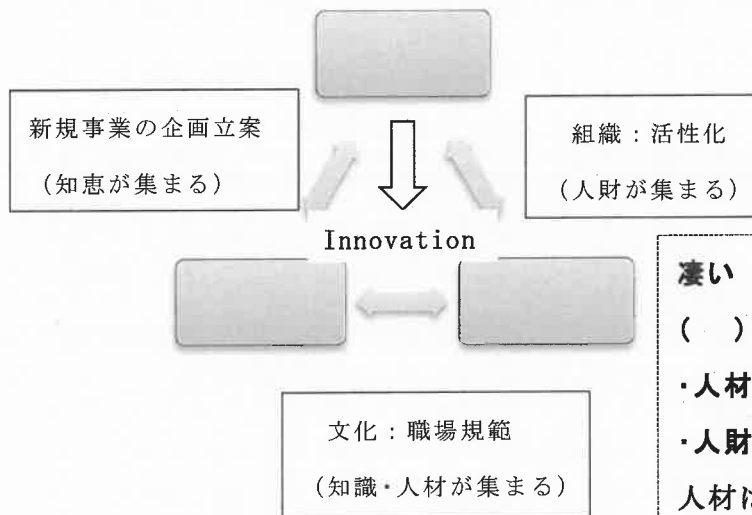 新規事業の企画立案
(知恵が集まる)
組織：活性化
(人財が集まる)
Innovation
凄い
(　)
・人材
・人財
人材に
文化：職場規範
(知識・人材が集まる)